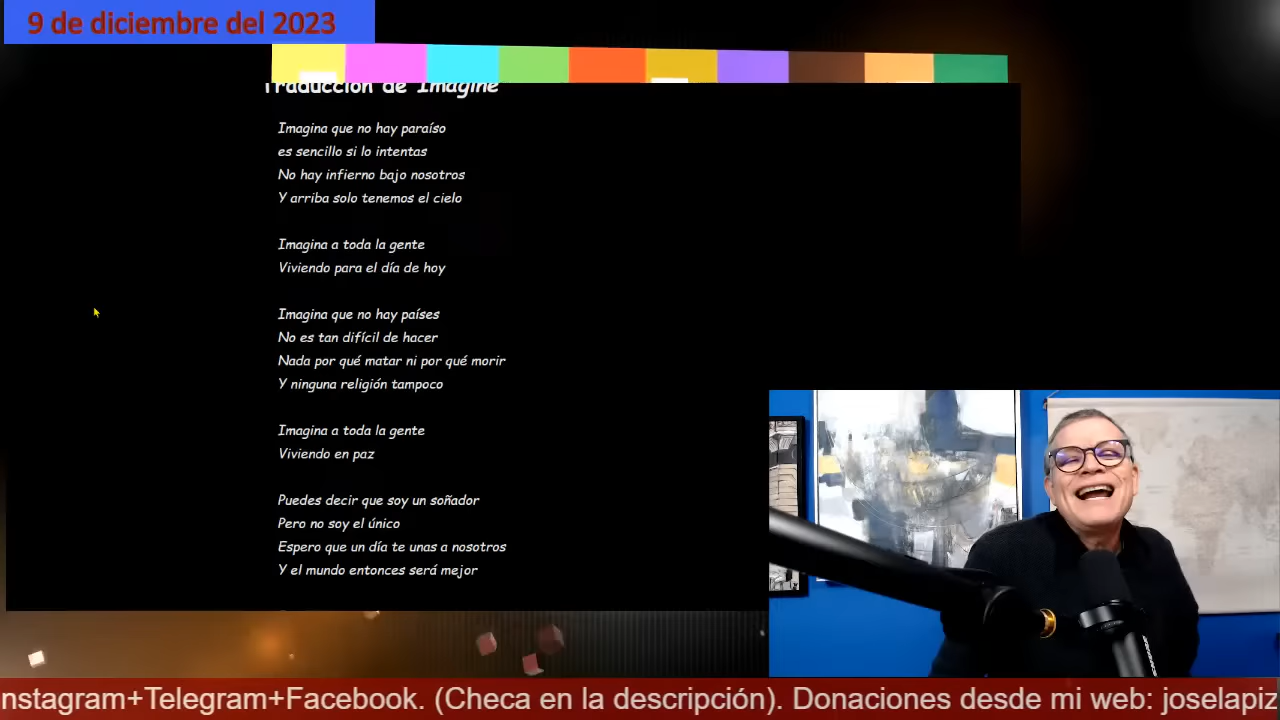 9 de diciembre del 2023
Traducción de Imagine
Imagina que no hay paraíso
es sencillo si lo intentas
No hay infierno bajo nosotros
Y arriba solo tenemos el cielo
Imagina a toda la gente
Viviendo para el día de hoy
Imagina que no hay países
No es tan difícil de hacer
Nada por qué matar ni por qué morir
Y ninguna religión tampoco
Imagina a toda la gente
Viviendo en paz
Puedes decir que soy un soñador
Pero no soy el único
Espero que un día te unas a nosotros
Y el mundo entonces será mejor
nstagram+Telegram+Facebook. (Checa en la descripción). Donaciones desde mi web: joselapiz